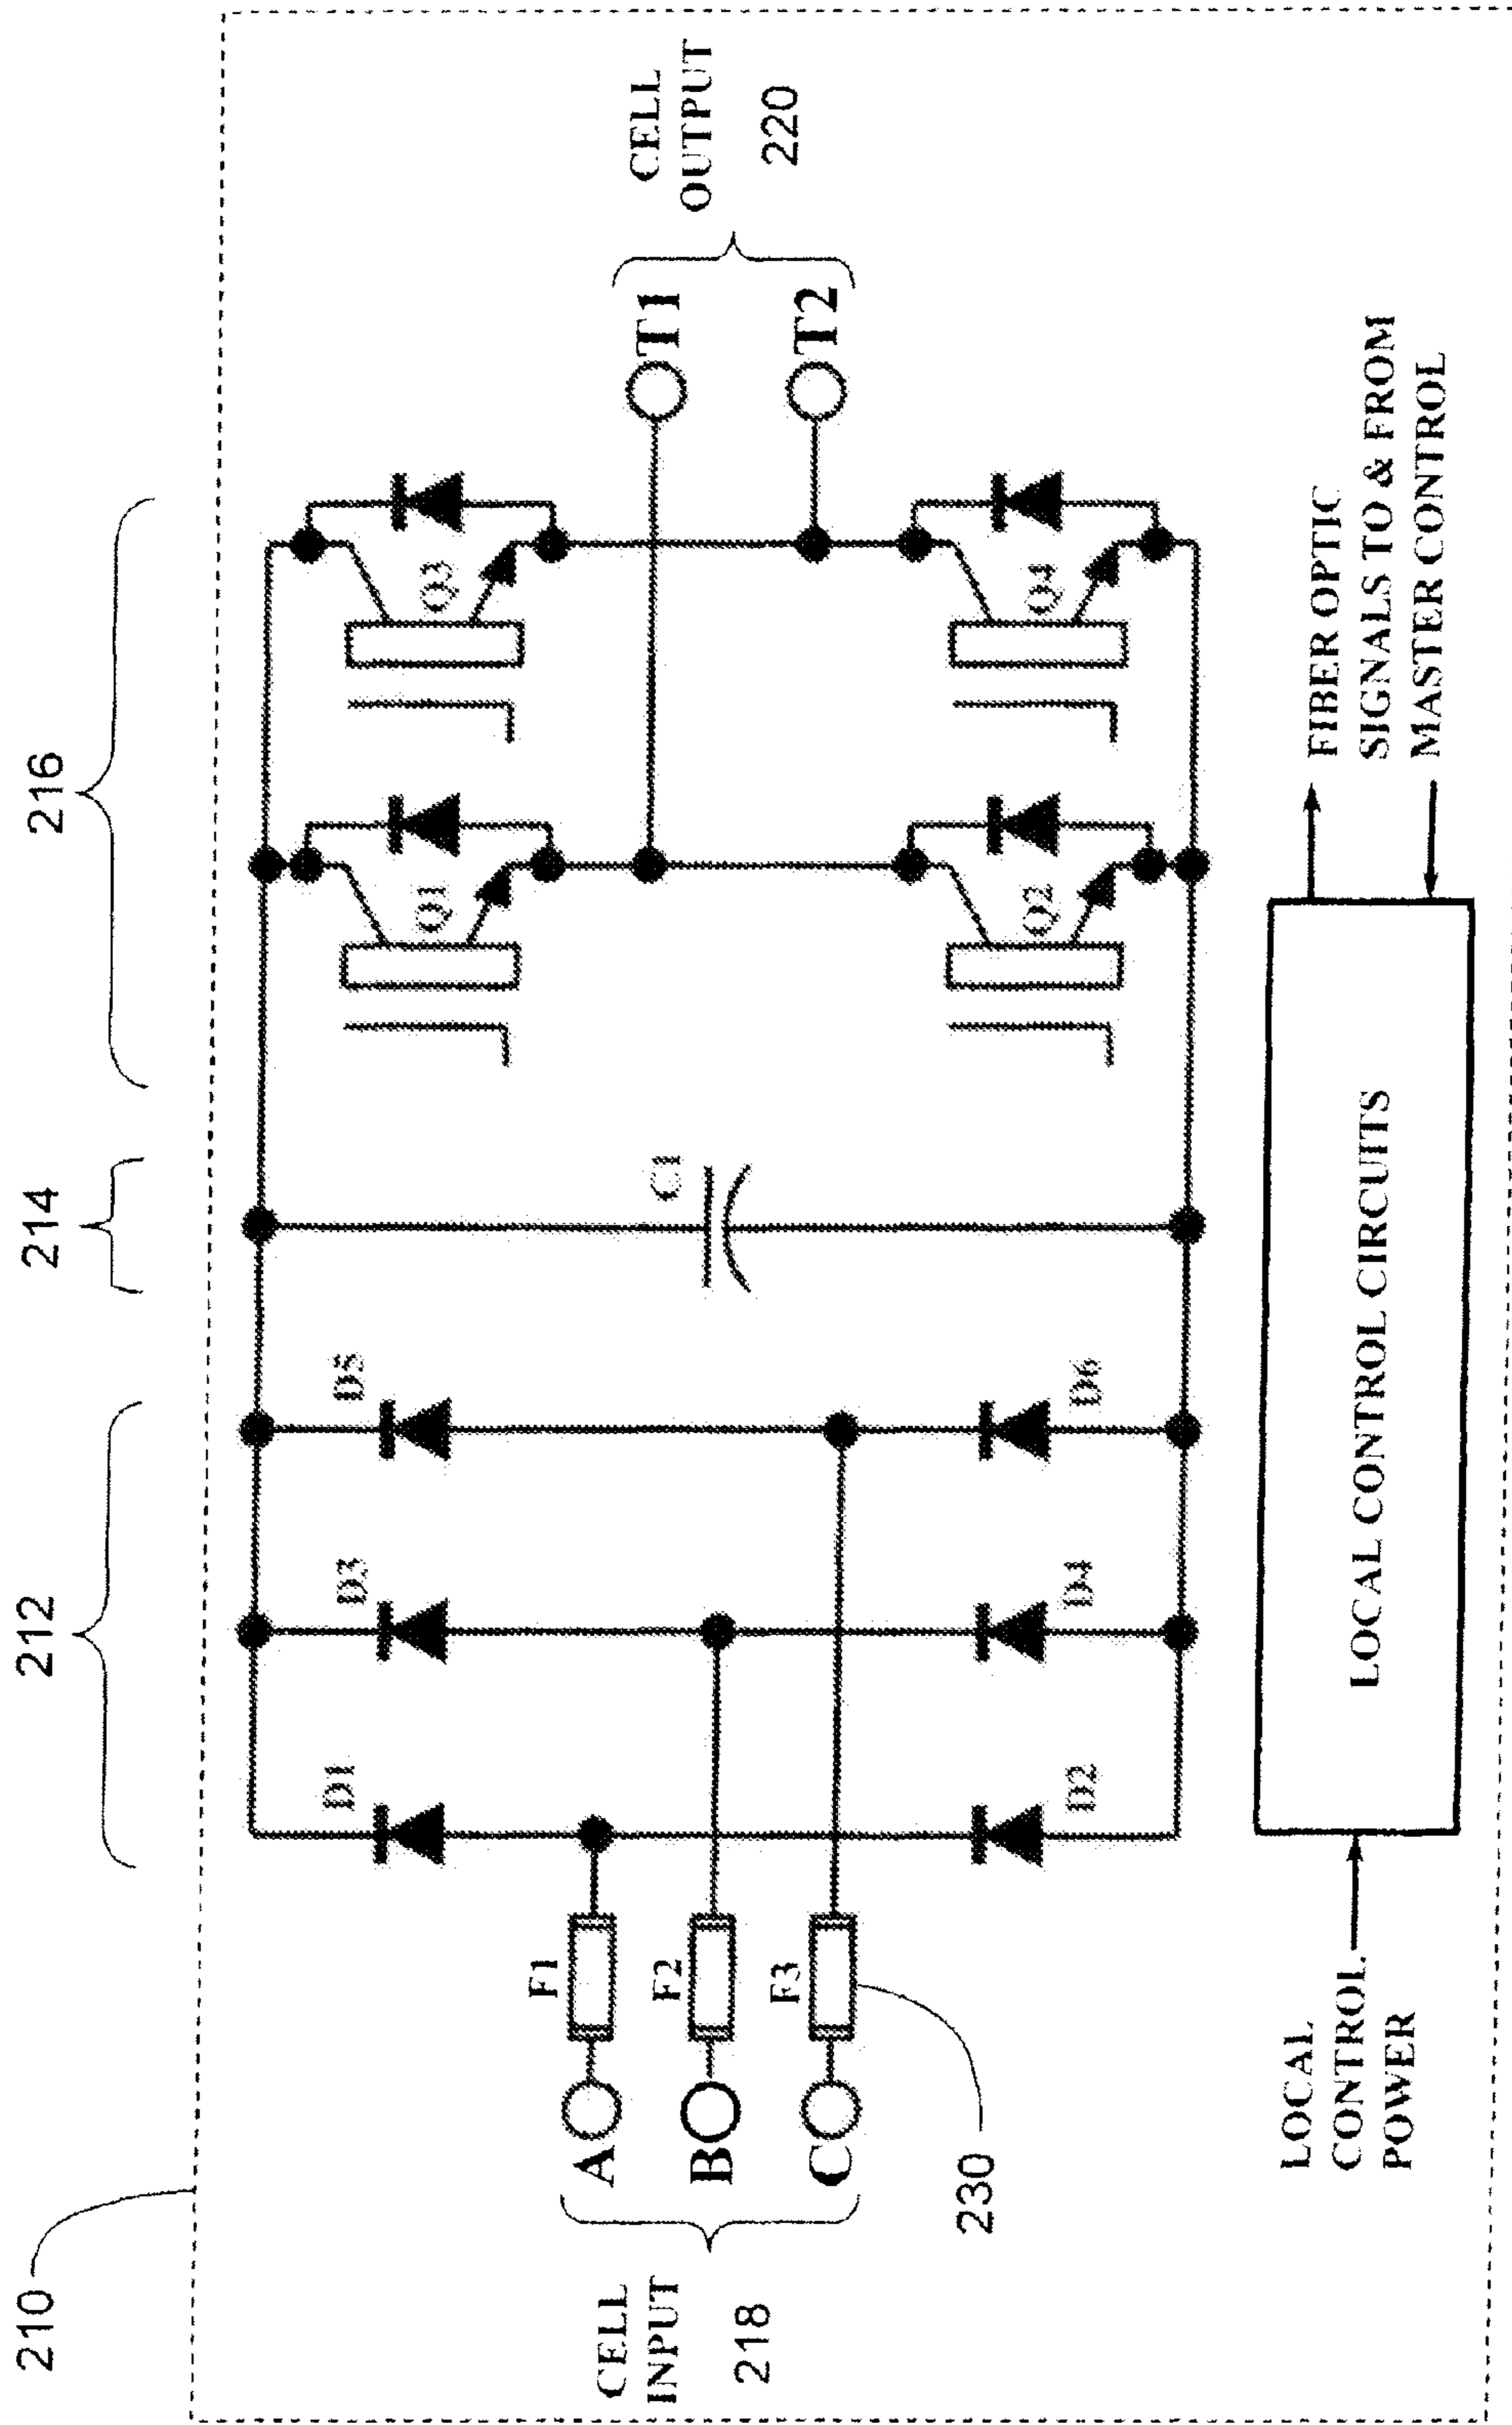 210
212
214
216
CELL
INPUT
218
A
B
C
F1
F2
F3
230
D1
D3
D5
D2
D4
D6
C1
Q1
Q3
Q2
Q4
T1
T2
CELL
OUTPUT
220
LOCAL
CONTROL
POWER
LOCAL CONTROL CIRCUITS
FIBER OPTIC
SIGNALS TO & FROM
MASTER CONTROL